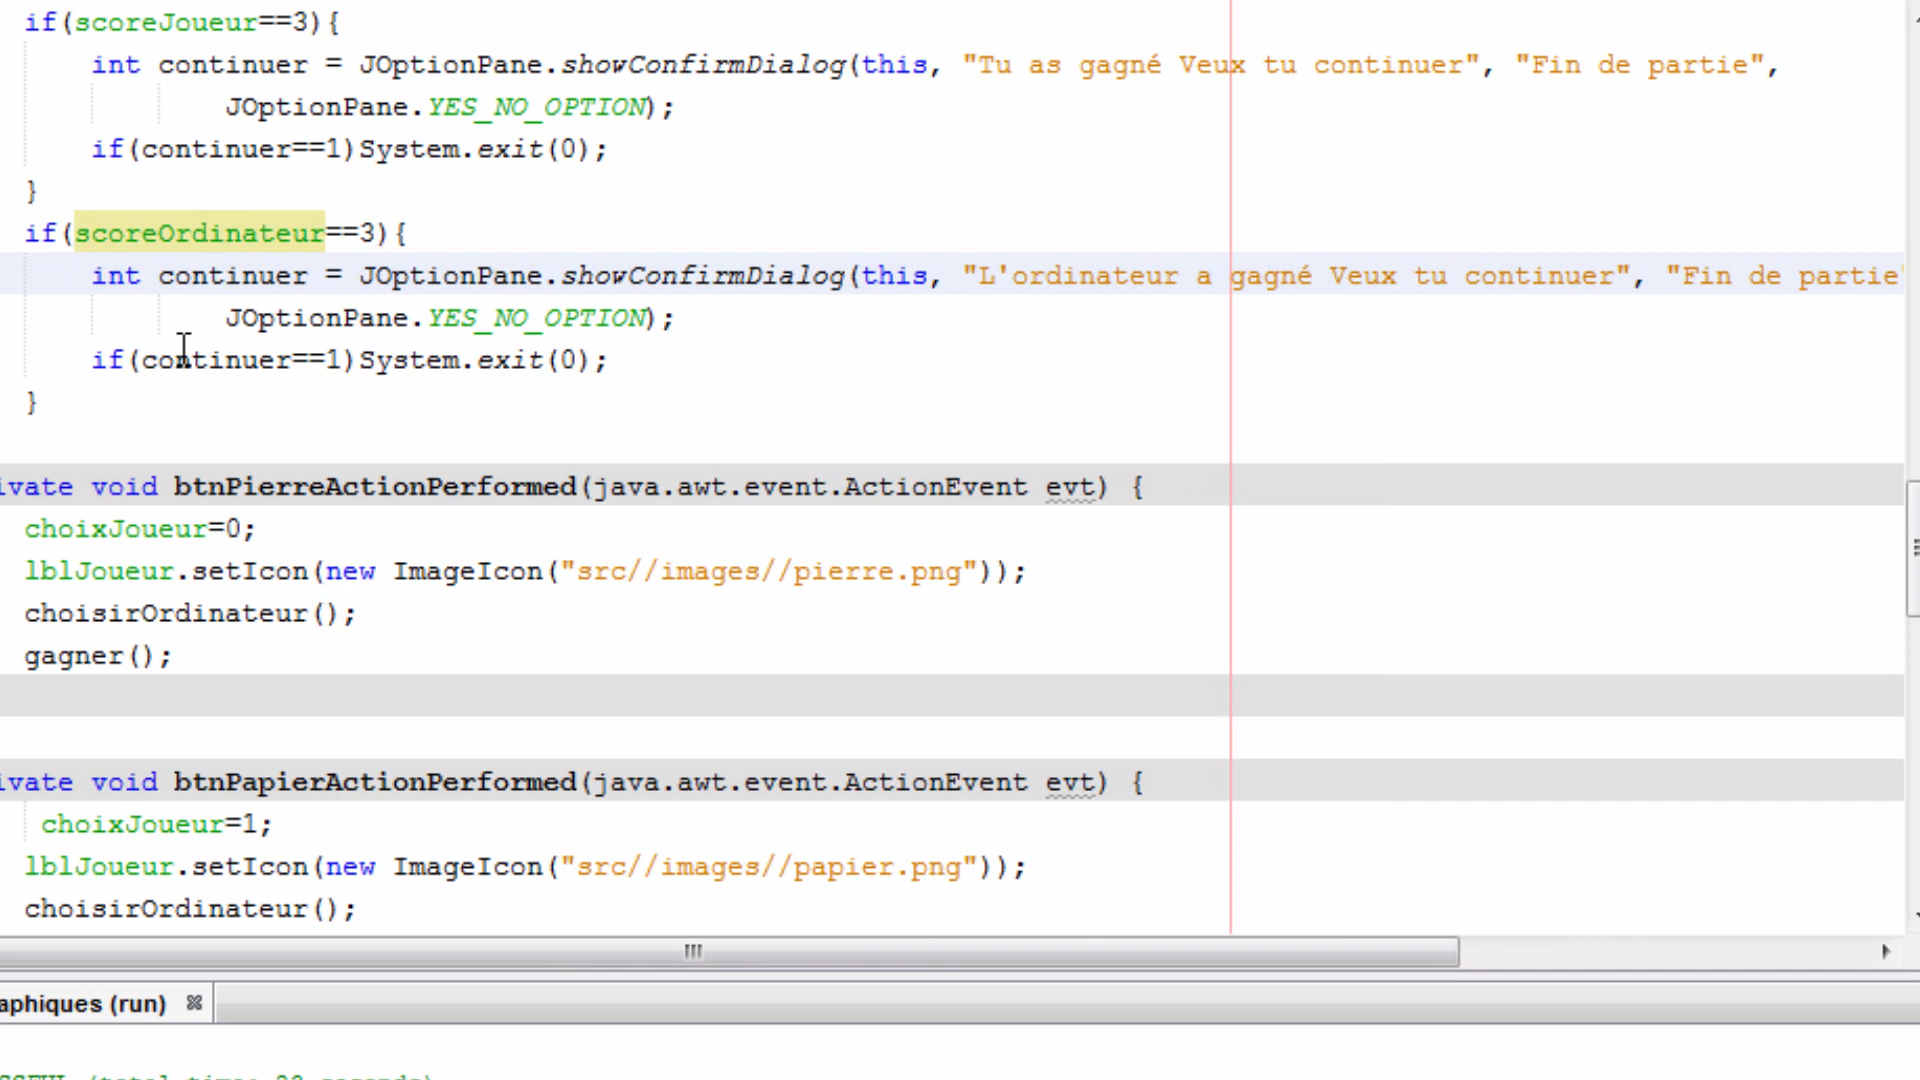 if(scoreJoueur==3){
int continuer = JOptionPane.showConfirmDialog(this, "Tu as gagné Veux tu continuer", "Fin de partie",
JOptionPane.YES_NO_OPTION);
if(continuer==1)System.exit(0);
}
if(scoreOrdinateur==3){
int continuer = JOptionPane.showConfirmDialog(this, "L'ordinateur a gagné Veux tu continuer", "Fin de partie"
JOptionPane.YES_NO_OPTION);
if(continuer==1)System.exit(0);
}
ivate void btnPierreActionPerformed(java.awt.event.ActionEvent evt) {
choixJoueur=0;
lblJoueur.setIcon(new ImageIcon("src//images//pierre.png"));
choisirOrdinateur();
gagner();
ivate void btnPapierActionPerformed(java.awt.event.ActionEvent evt) {
choixJoueur=1;
lblJoueur.setIcon(new ImageIcon("src//images//papier.png"));
choisirOrdinateur();
aphiques (run)